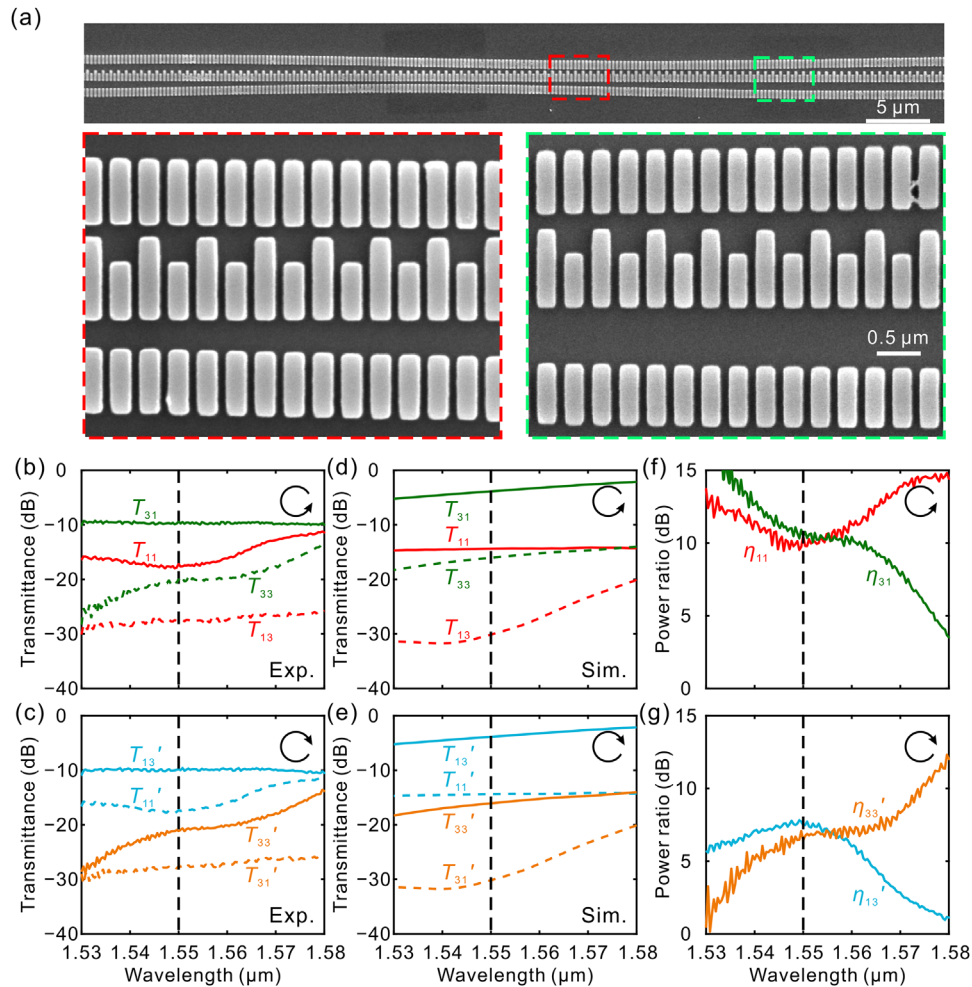 (a)
5 μm
0.5 μm
(b)
0
−10
−20
−30
−40
Transmittance (dB)
T31
T11
T33
T13
Exp.
(d)
0
−10
−20
−30
−40
Transmittance (dB)
T31
T11
T33
T13
Sim.
(f)
15
10
5
0
Power ratio (dB)
η11
η31
(c)
0
−10
−20
−30
−40
Transmittance (dB)
T13′
T11′
T33′
T31′
Exp.
1.53 1.54 1.55 1.56 1.57 1.58
Wavelength (μm)
(e)
0
−10
−20
−30
−40
Transmittance (dB)
T13′
T11′
T33′
T31′
Sim.
1.53 1.54 1.55 1.56 1.57 1.58
Wavelength (μm)
(g)
15
10
5
0
Power ratio (dB)
η33′
η13′
1.53 1.54 1.55 1.56 1.57 1.58
Wavelength (μm)